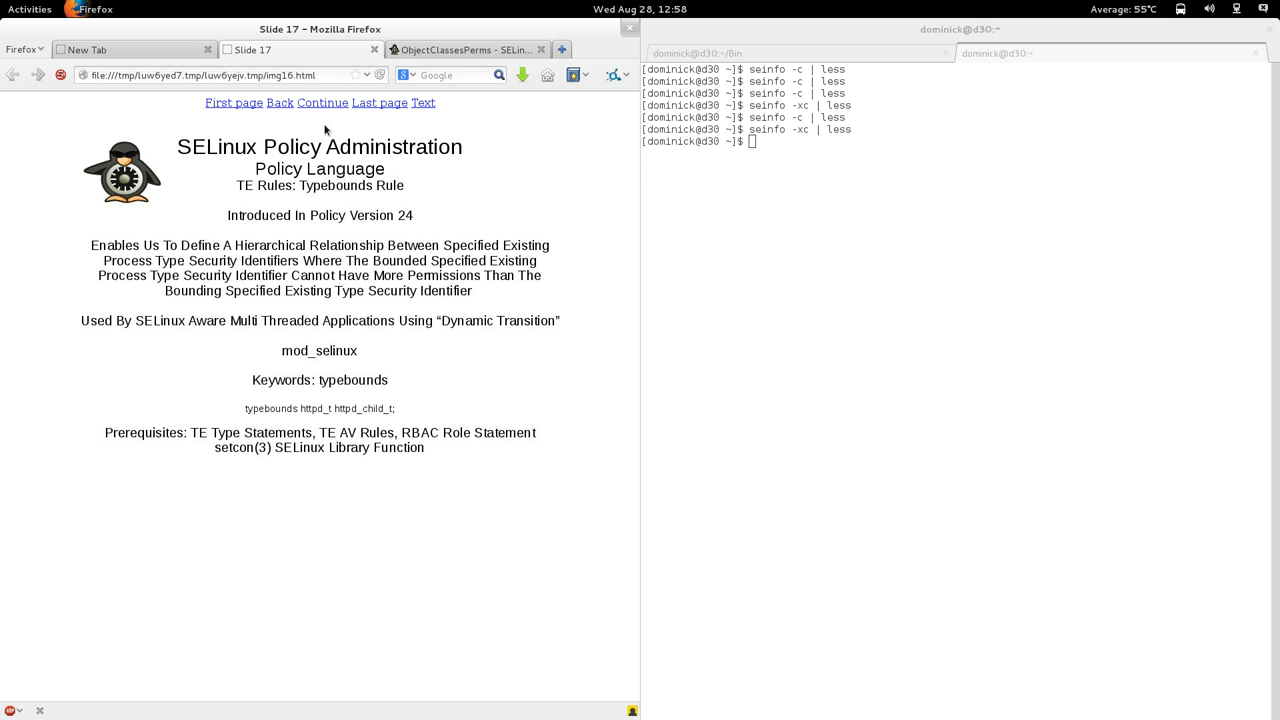 Activities Firefox Wed Aug 28, 12:58 Average: 55°C
Slide 17 - Mozilla Firefox
Firefox New Tab Slide 17 ObjectClassesPerms - SELin...
file:///tmp/luw6yed7.tmp/luw6yejv.tmp/img16.html Google
First page Back Continue Last page Text
SELinux Policy Administration
Policy Language
TE Rules: Typebounds Rule
Introduced In Policy Version 24
Enables Us To Define A Hierarchical Relationship Between Specified Existing
Process Type Security Identifiers Where The Bounded Specified Existing
Process Type Security Identifier Cannot Have More Permissions Than The
Bounding Specified Existing Type Security Identifier
Used By SELinux Aware Multi Threaded Applications Using “Dynamic Transition”
mod_selinux
Keywords: typebounds
typebounds httpd_t httpd_child_t;
Prerequisites: TE Type Statements, TE AV Rules, RBAC Role Statement
setcon(3) SELinux Library Function
ABP
dominick@d30:~
dominick@d30:~/Bin dominick@d30:~
[dominick@d30 ~]$ seinfo -c | less
[dominick@d30 ~]$ seinfo -c | less
[dominick@d30 ~]$ seinfo -c | less
[dominick@d30 ~]$ seinfo -xc | less
[dominick@d30 ~]$ seinfo -c | less
[dominick@d30 ~]$ seinfo -xc | less
[dominick@d30 ~]$